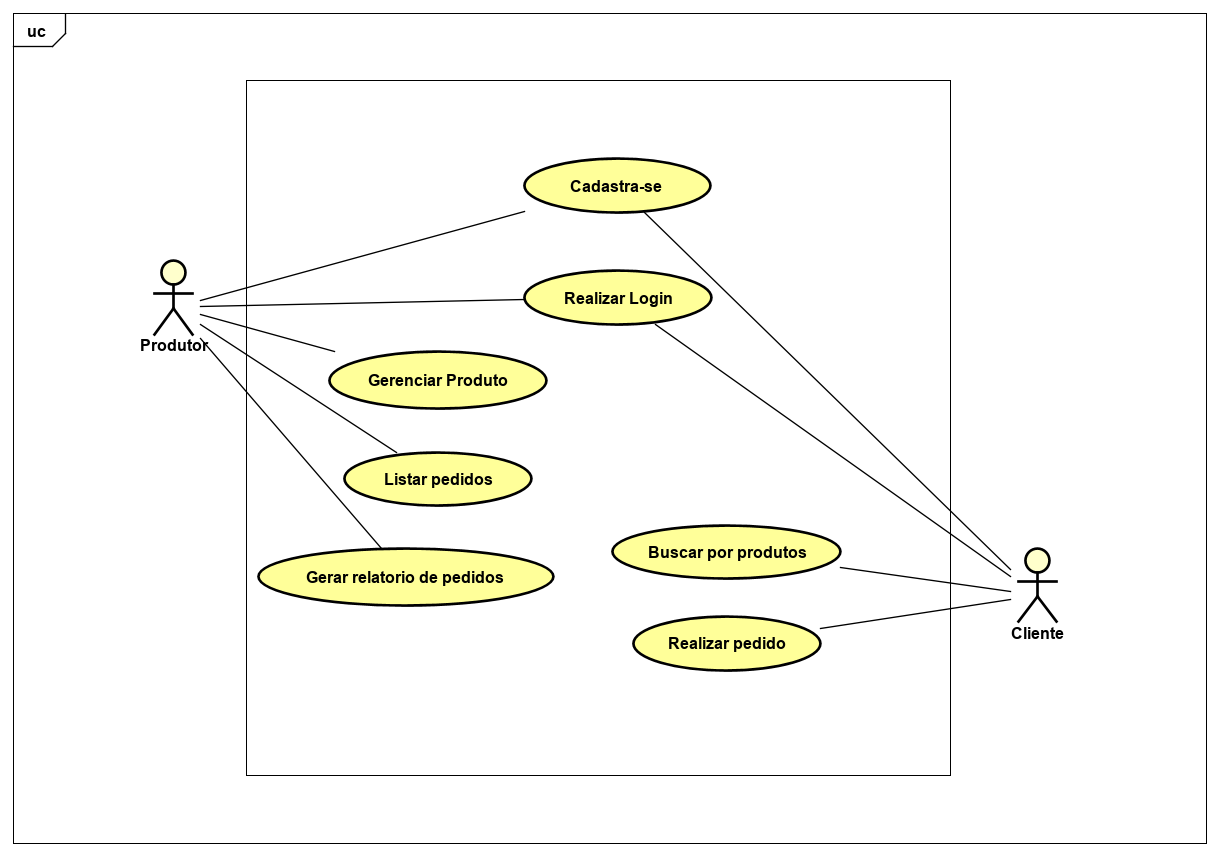 uc
Cadastra-se
Realizar Login
Produtor
Gerenciar Produto
Listar pedidos
Buscar por produtos
Gerar relatorio de pedidos
Cliente
Realizar pedido